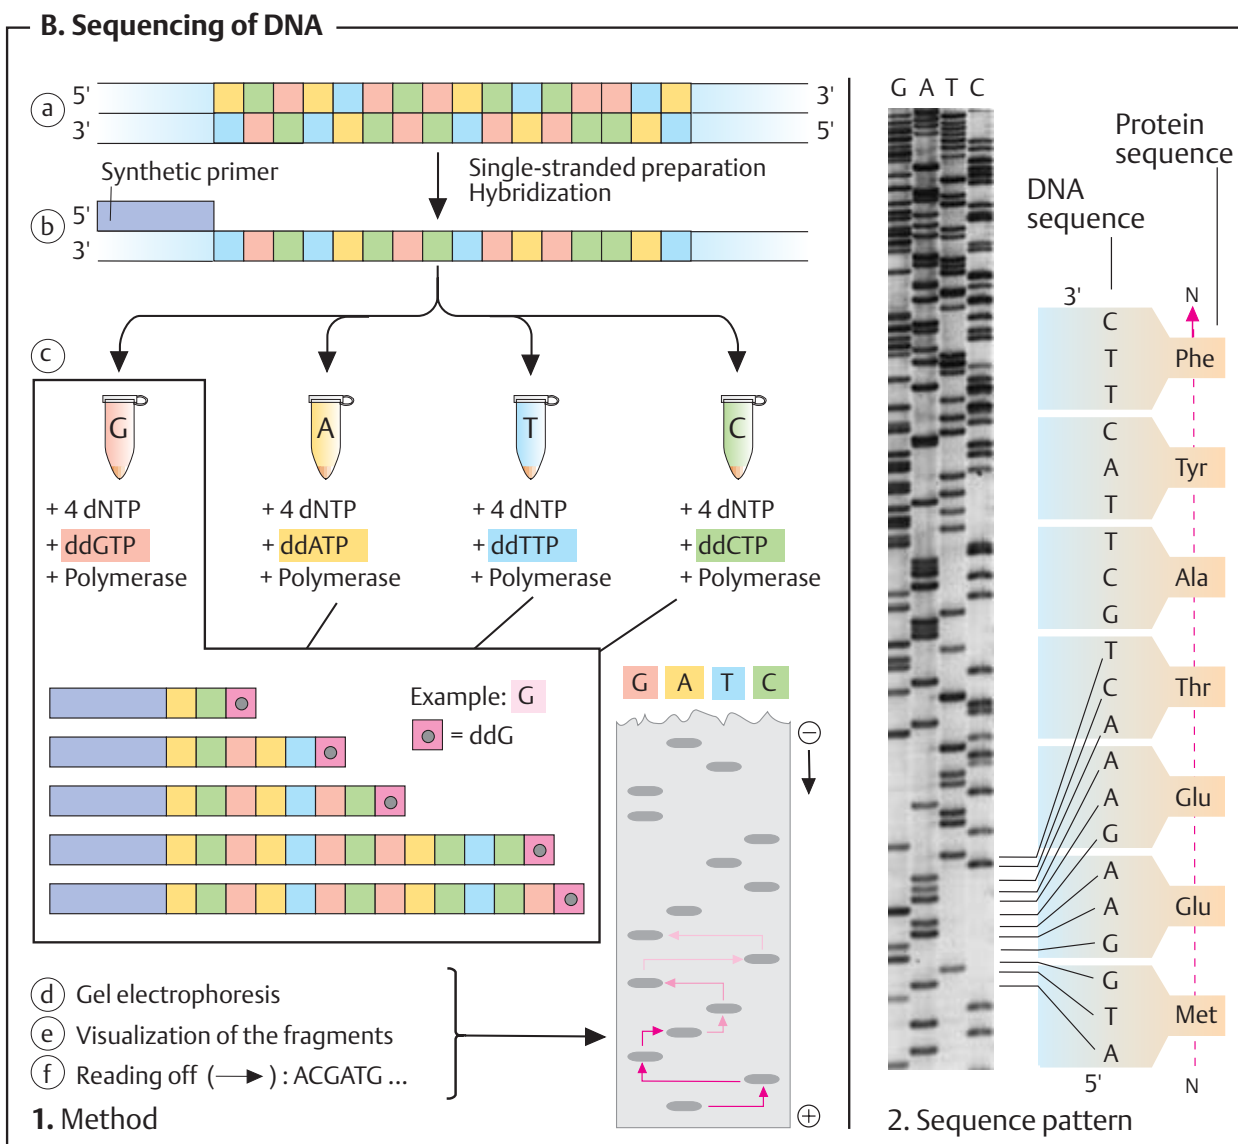 B. Sequencing of DNA
a
5'
3'
3'
5'
Single-stranded preparation
Hybridization
Synthetic primer
b
5'
3'
c
G
A
T
C
+ 4 dNTP
+ ddGTP
+ Polymerase
+ 4 dNTP
+ ddATP
+ Polymerase
+ 4 dNTP
+ ddTTP
+ Polymerase
+ 4 dNTP
+ ddCTP
+ Polymerase
Example: G
= ddG
G A T C
−
+
d Gel electrophoresis
e Visualization of the fragments
f Reading off (→) : ACGATG ...
1. Method
G A T C
Protein
sequence
DNA
sequence
3'
N
C
T
T
Phe
C
A
T
Tyr
T
C
G
Ala
T
C
A
Thr
A
A
G
Glu
A
A
G
Glu
G
T
A
Met
5'
N
2. Sequence pattern